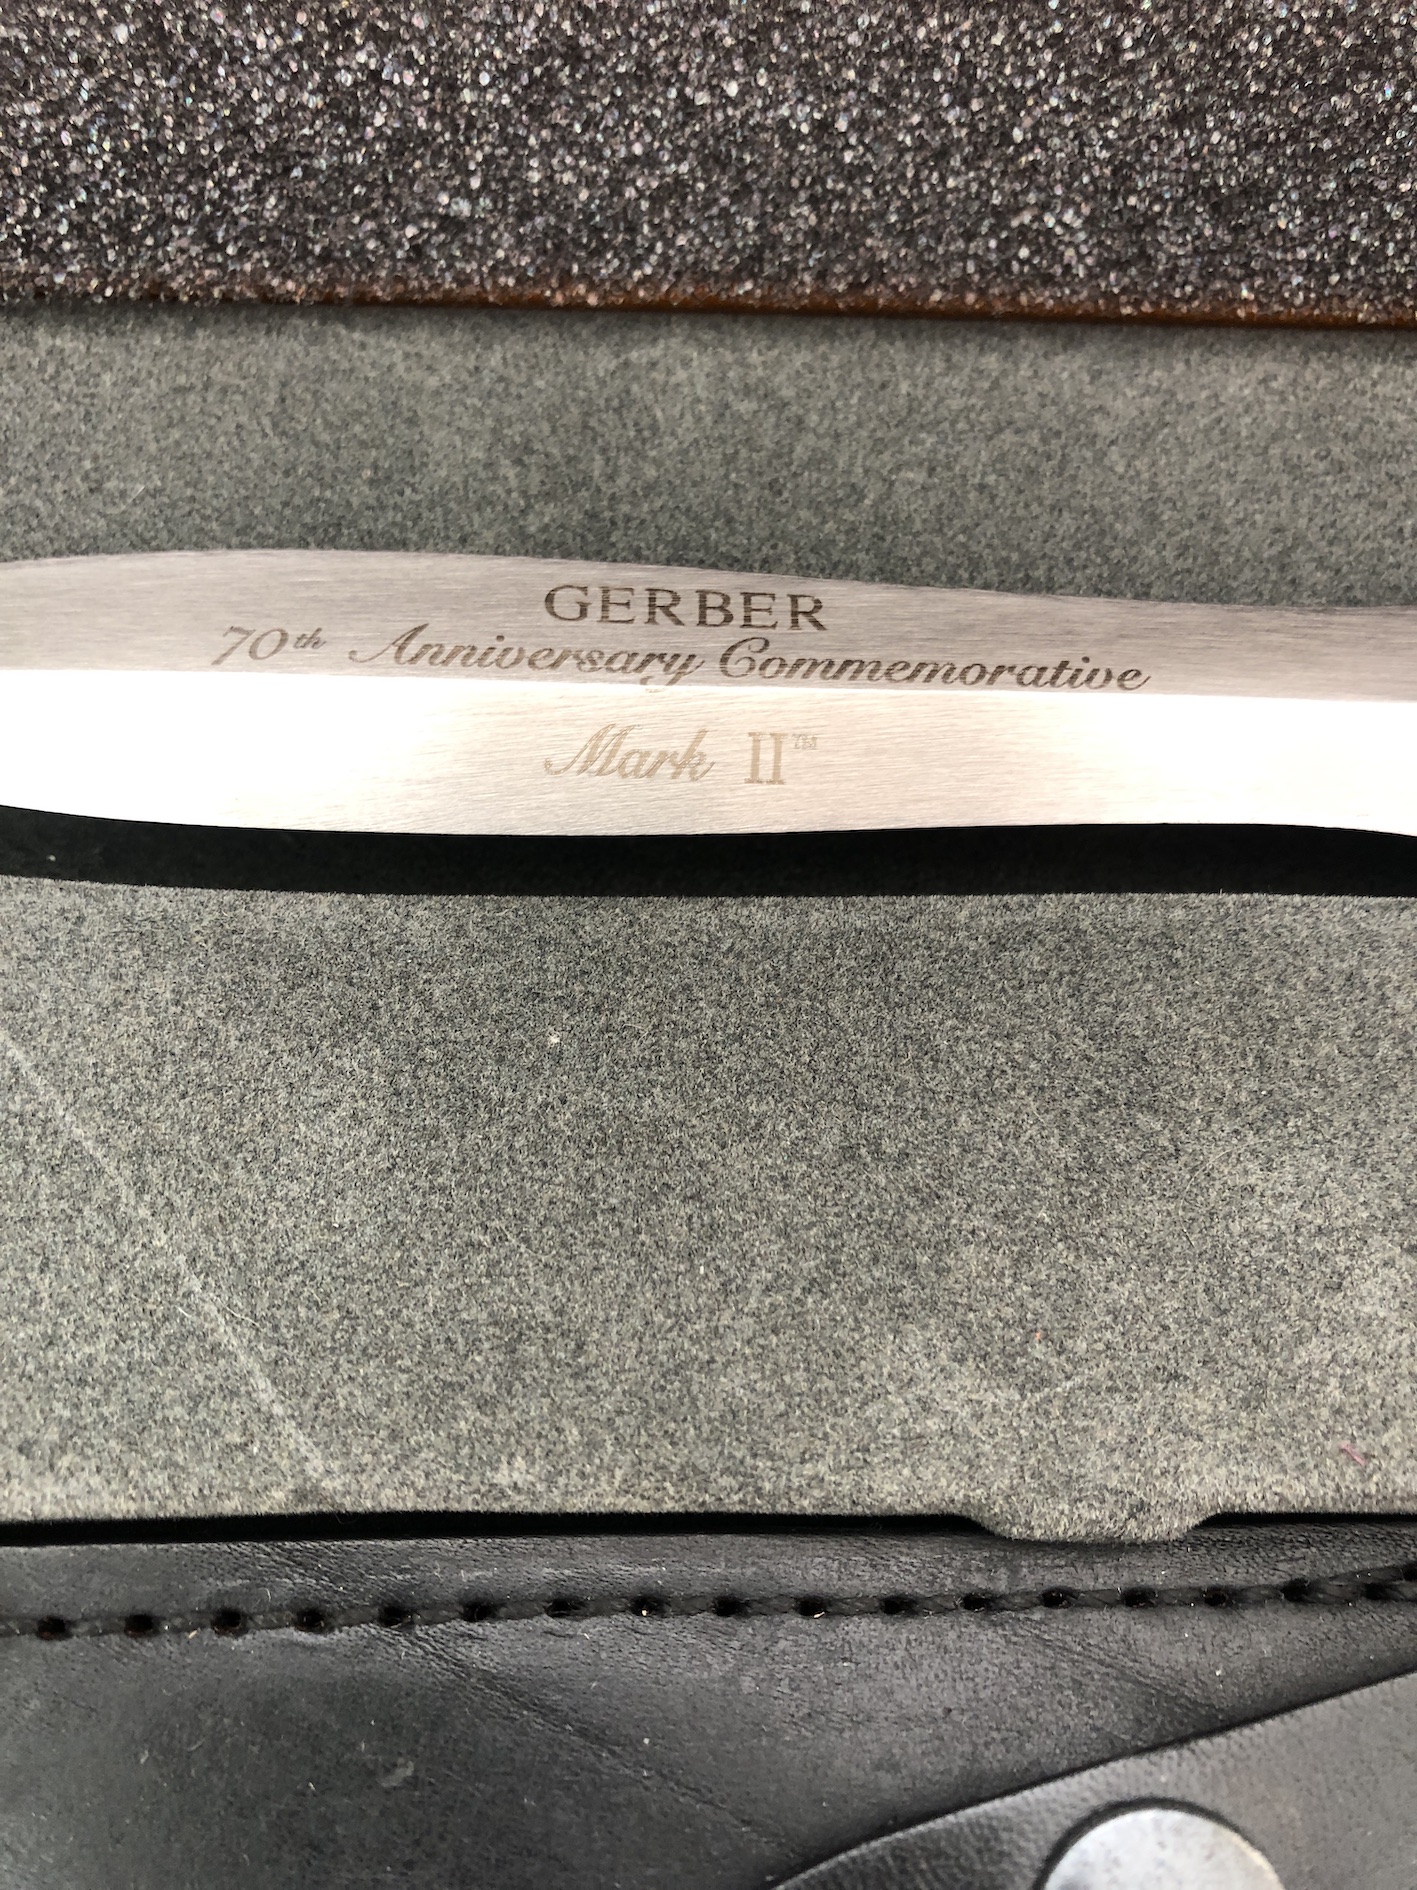 GERBER
70th Anniversary Commemorative
Mark II™